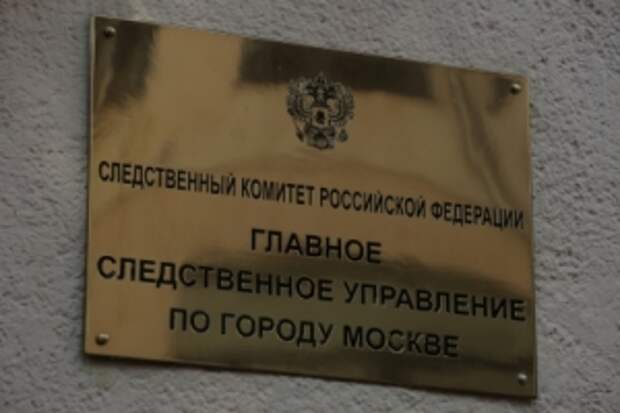 СЛЕДСТВЕННЫЙ КОМИТЕТ РОССИЙСКОЙ ФЕДЕРАЦИИ
ГЛАВНОЕ
СЛЕДСТВЕННОЕ УПРАВЛЕНИЕ
ПО ГОРОДУ МОСКВЕ